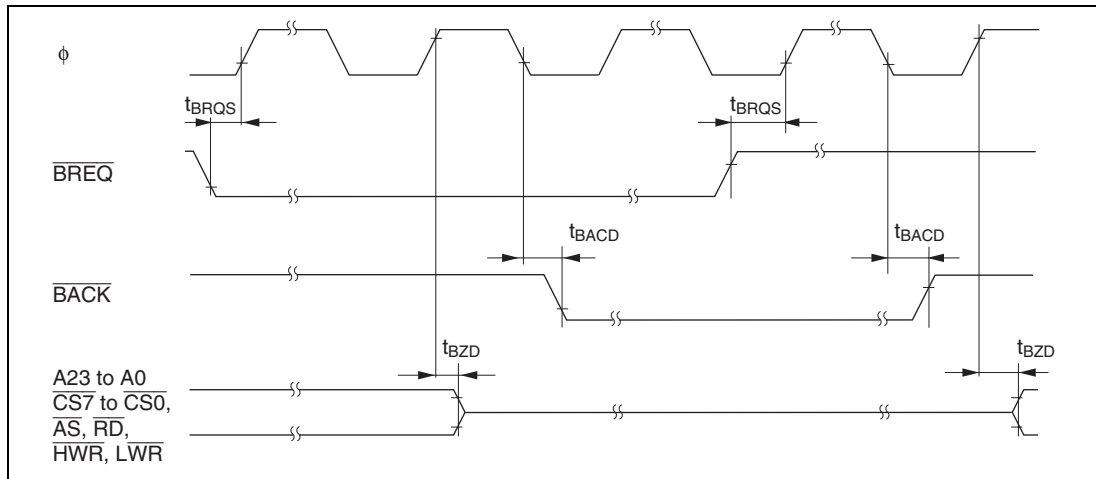 ϕ
tBRQS
tBRQS
BREQ
tBACD
tBACD
BACK
tBZD
tBZD
A23 to A0
CS7 to CS0,
AS, RD,
HWR, LWR